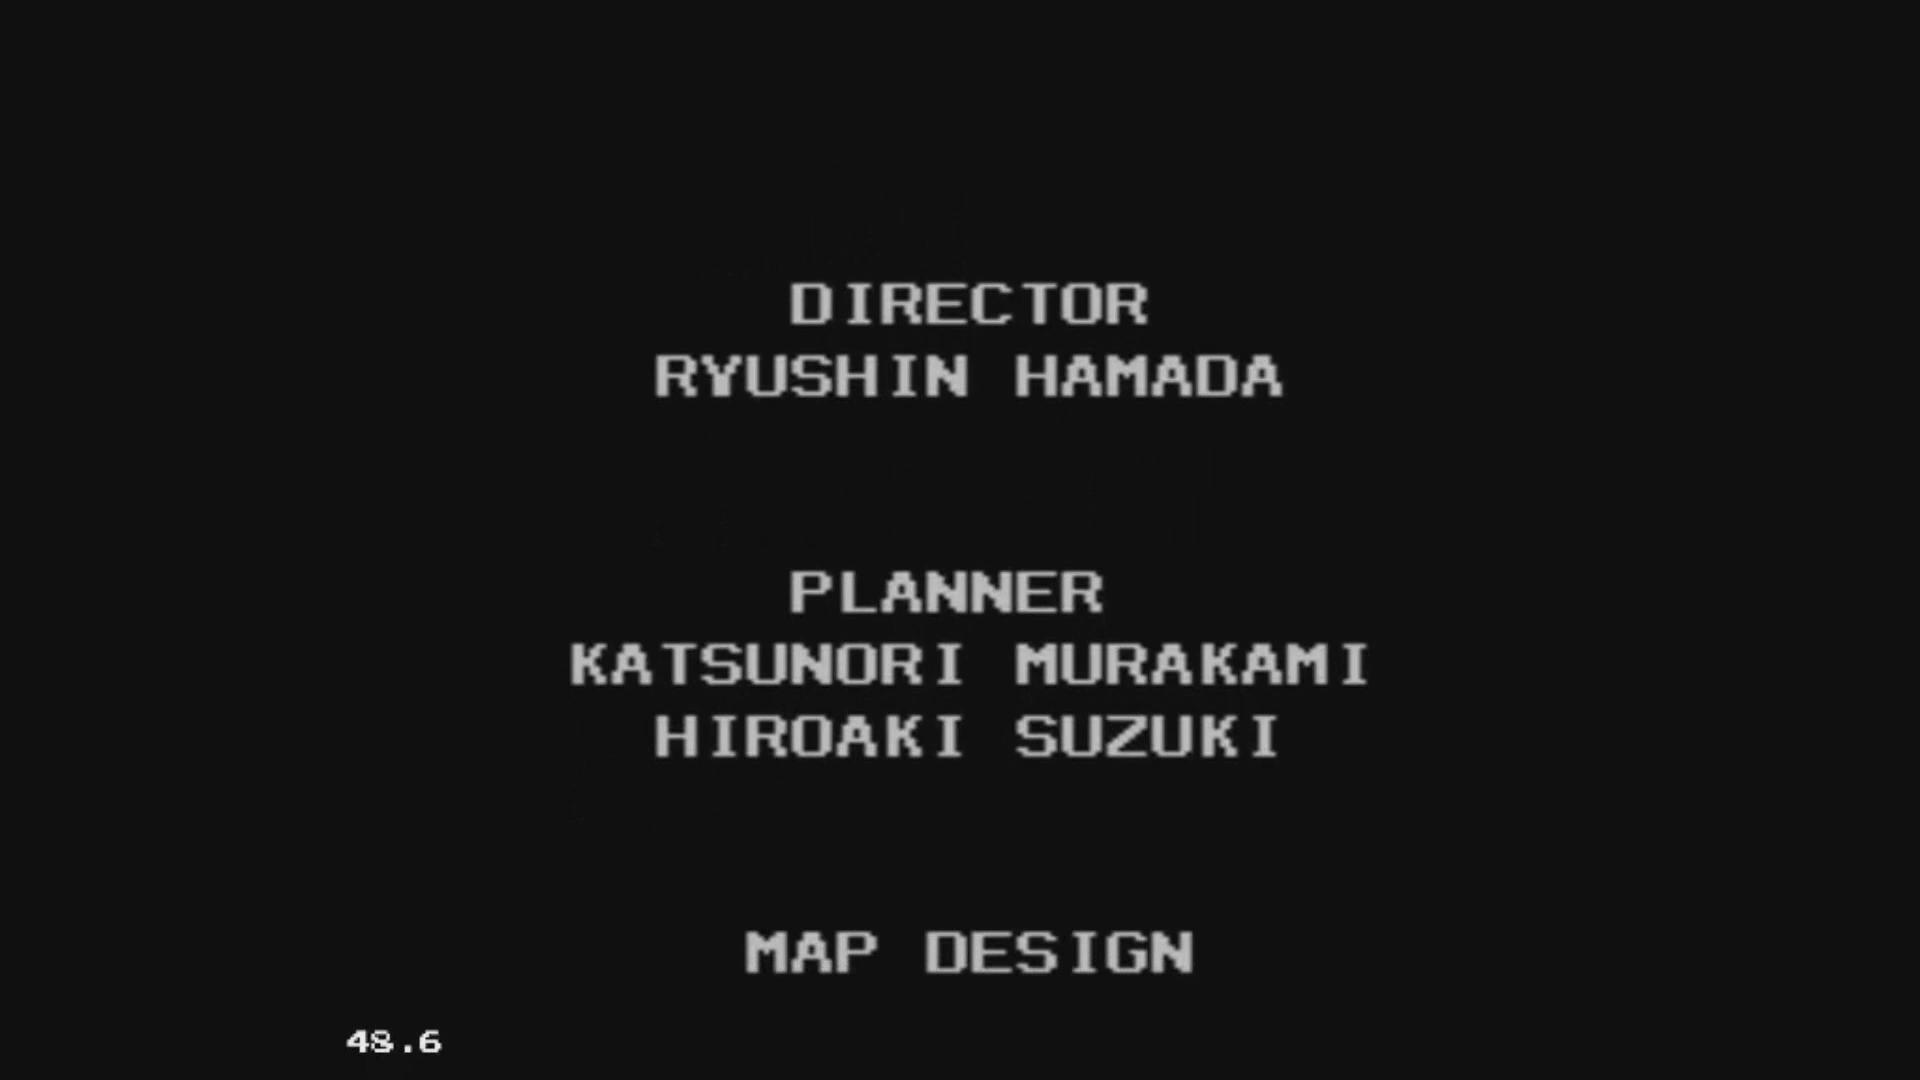 DIRECTOR
RYUSHIN HAMADA
PLANNER
KATSUNORI MURAKAMI
HIROAKI SUZUKI
MAP DESIGN
48.6